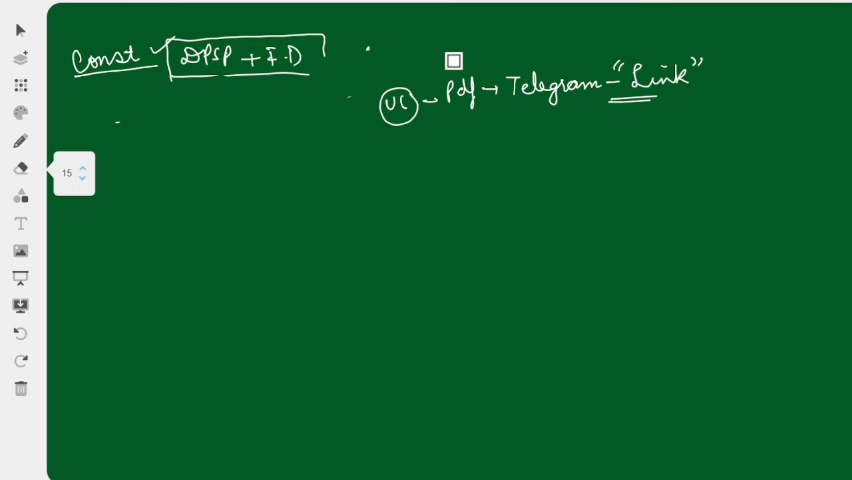 Const DPSP + F.D
UC - Pdf → Telegram - "Link"
15
T